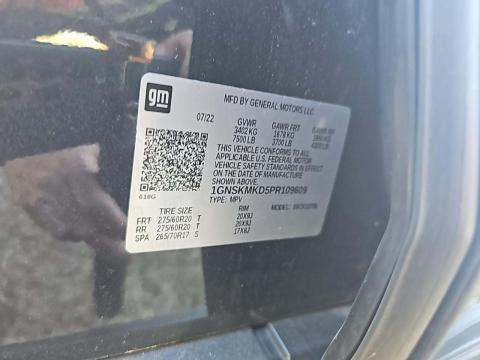 gm
MFD BY GENERAL MOTORS LLC
07/22 GVWR GAWR FRT
3402 KG 1678 KG
7500 LB 3700 LB
THIS VEHICLE CONFORMS TO ALL
APPLICABLE U.S. FEDERAL MOTOR
VEHICLE SAFETY STANDARDS IN
EFFECT ON THE DATE OF
MANUFACTURE SHOWN ABOVE.
1GNSKMKD5PR109609
TYPE: MPV MODEL:
618G
TIRE SIZE RIM
FRT 275/60R20 T 20X9J
RR 275/60R20 T 20X9J
SPA 265/70R17 S 17X8J